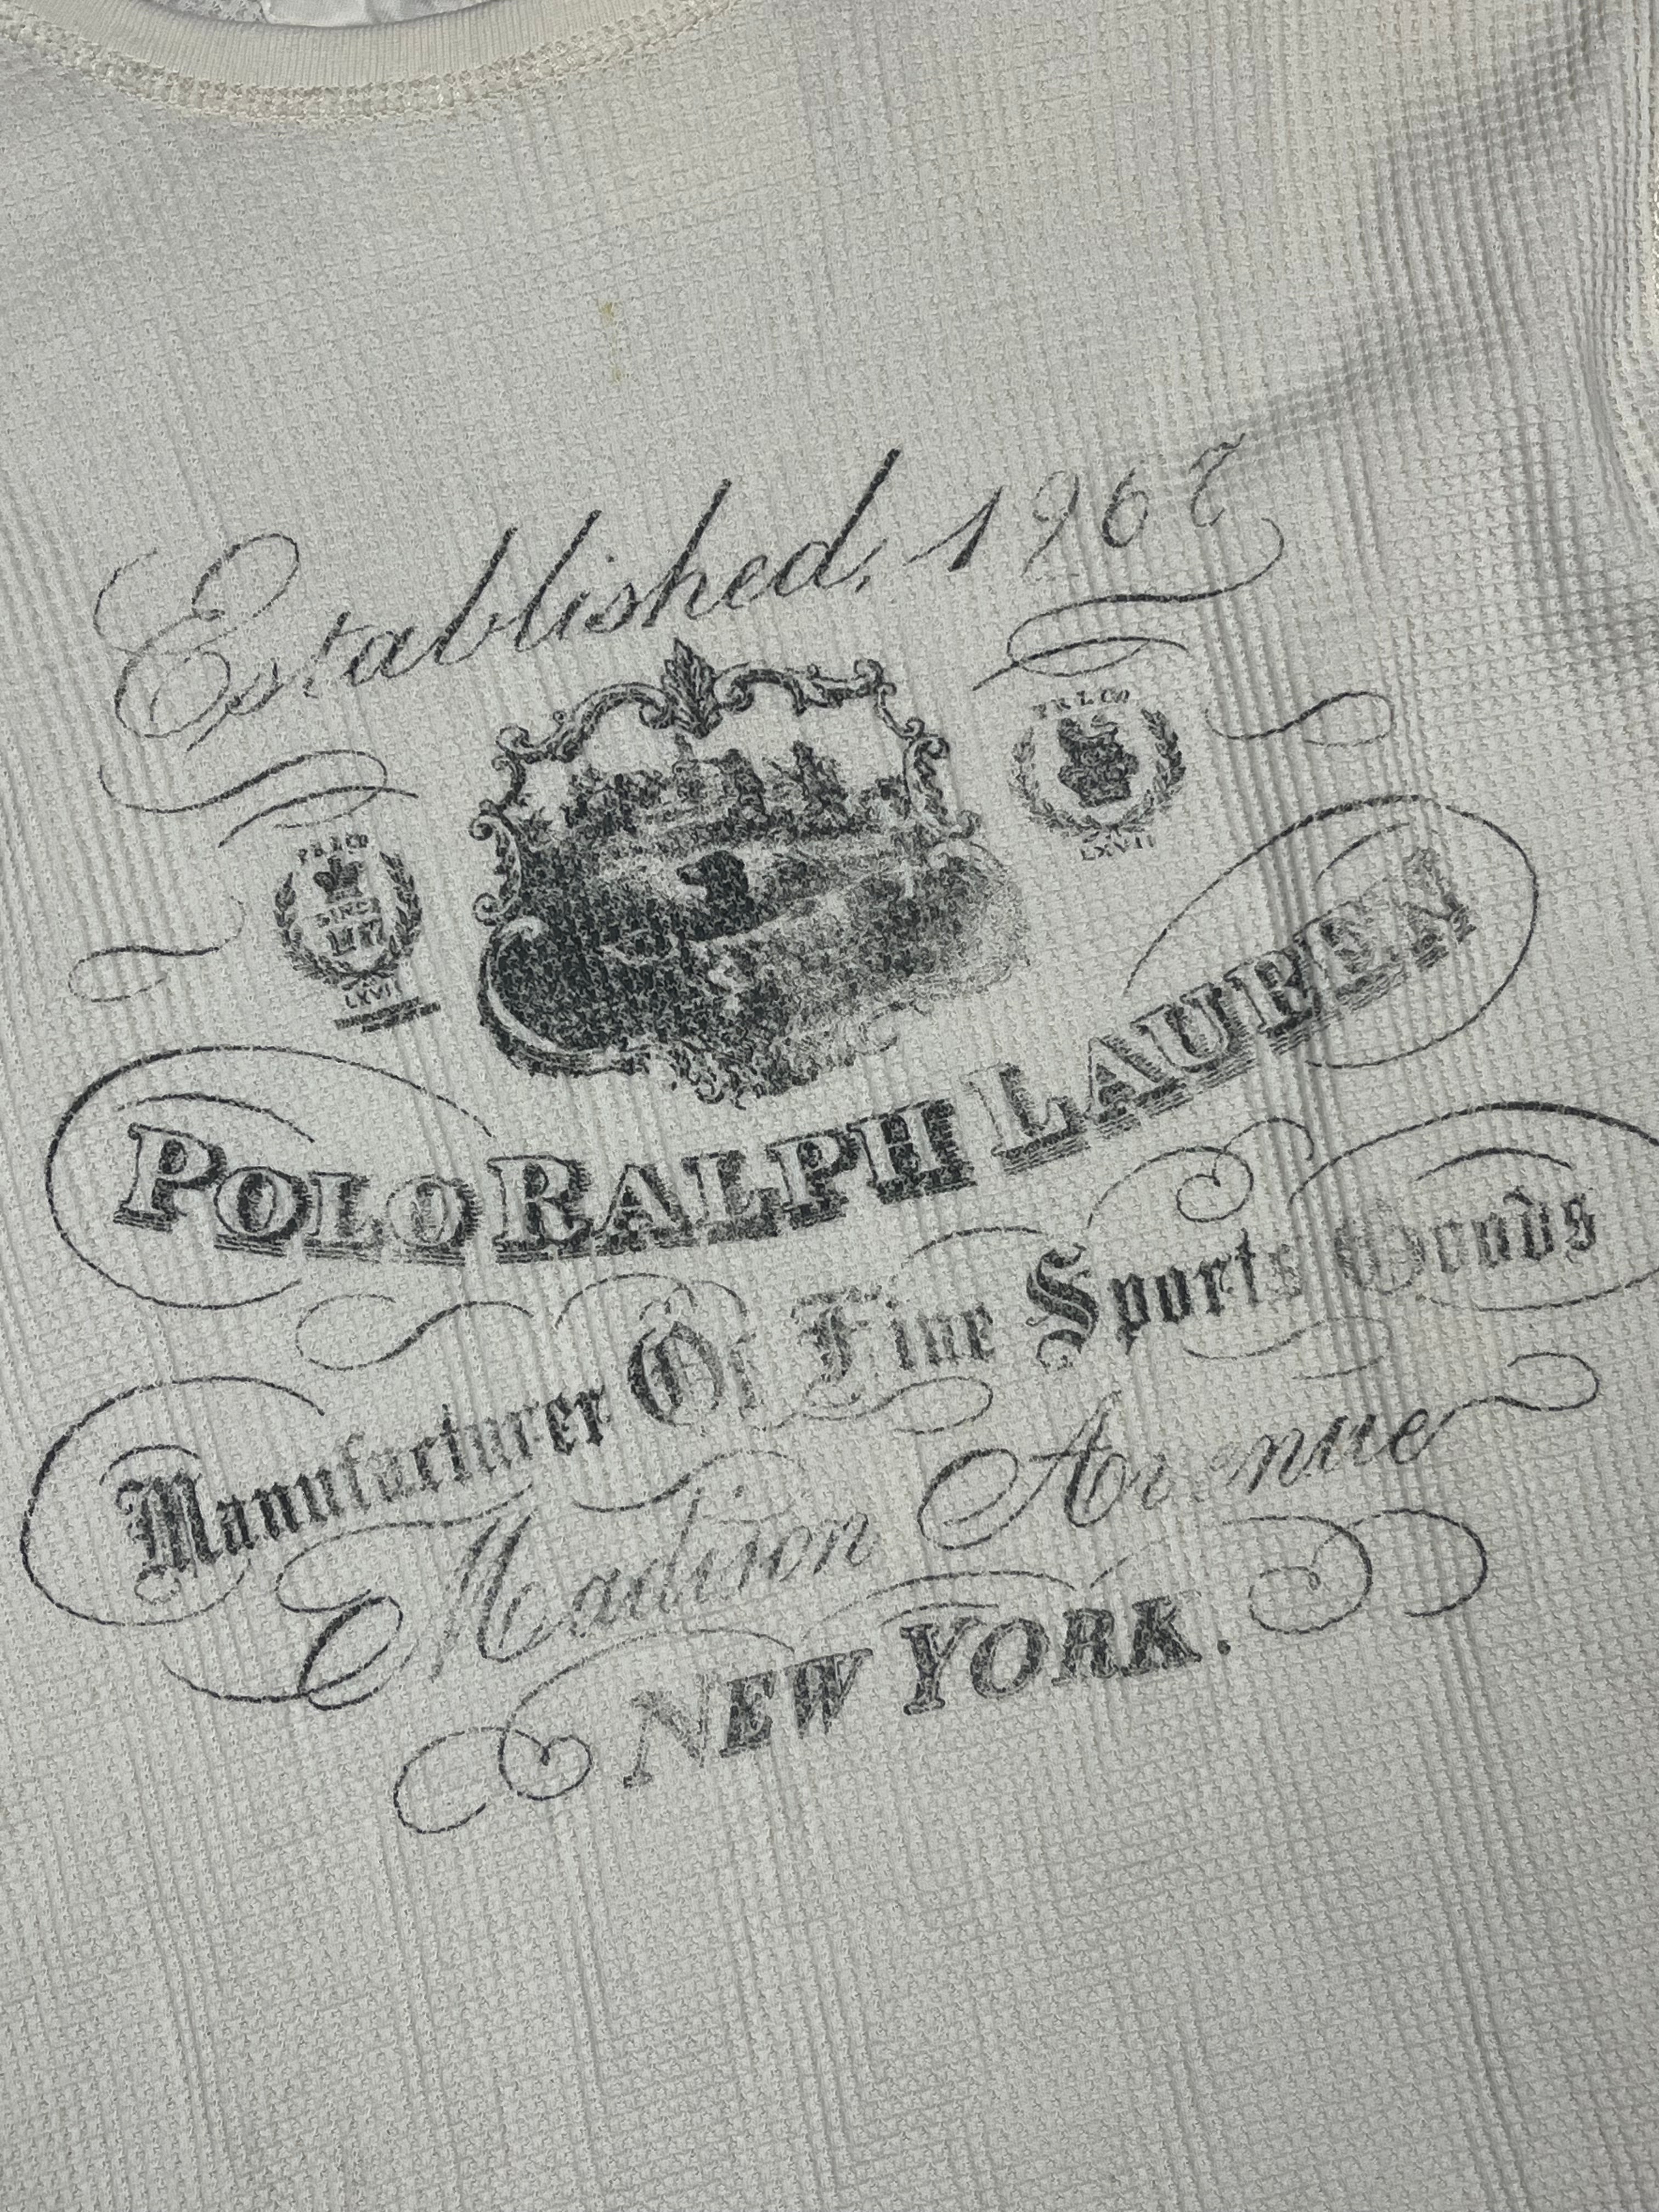 Established, 1967
P.R.L.CO
LXVII
P.R.L.CO
SINCE
1967
LXVII
POLO RALPH LAUREN
Manufacturer Of Fine Sports Goods
Madison Avenue
NEW YORK.